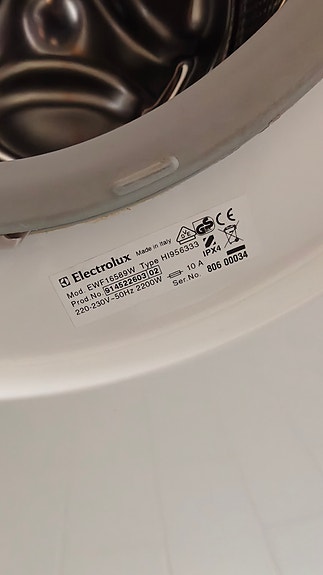 Electrolux Made in Italy
Mod. EWF16589W Type HI956333 IPX4
Prod No. 914522603 02 10 A Ser.No. 806 00034
220-230V~50Hz 2200W